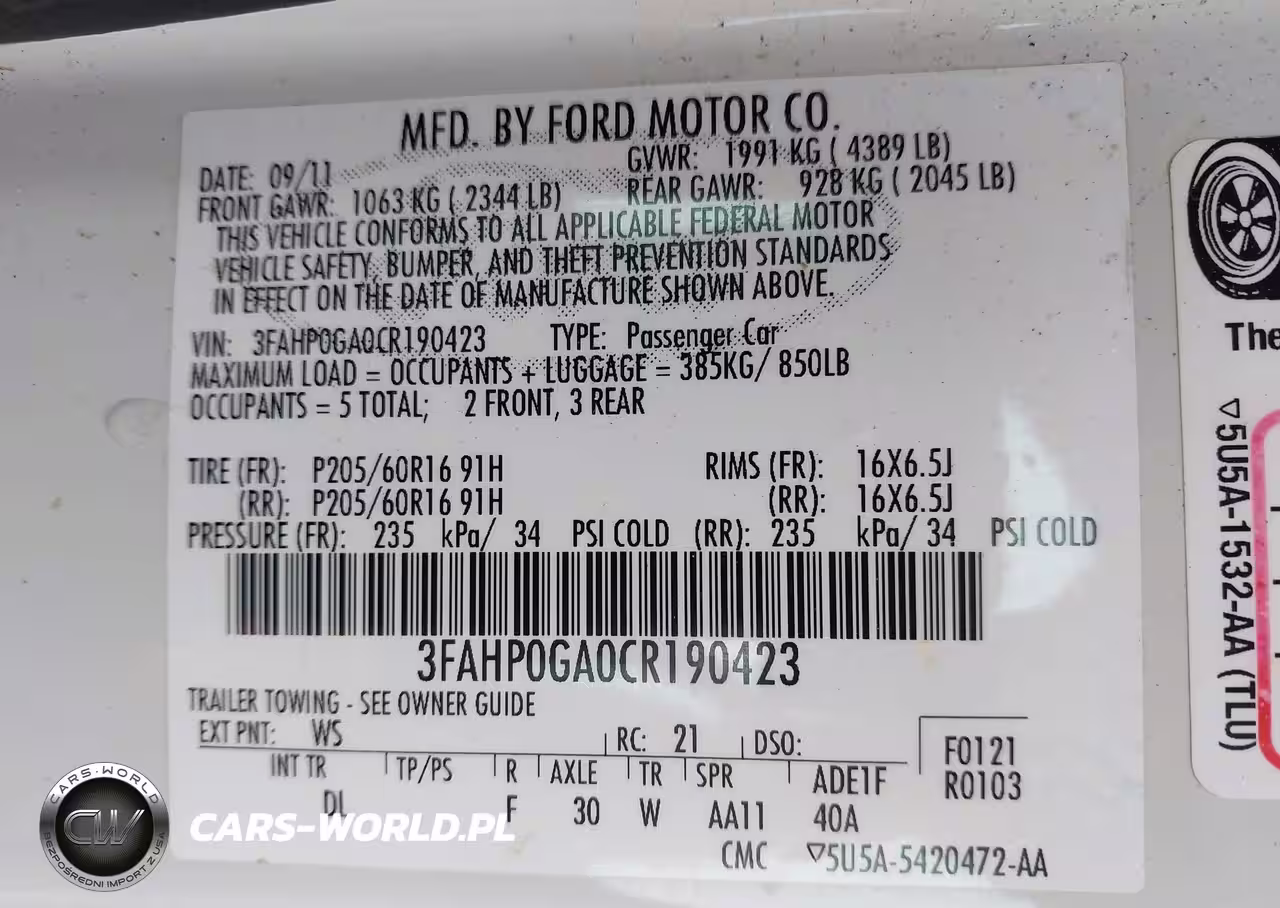 MFD. BY FORD MOTOR CO.
DATE: 09/11 GVWR: 1991 KG ( 4389 LB)
FRONT GAWR: 1063 KG ( 2344 LB) REAR GAWR: 928 KG ( 2045 LB)
THIS VEHICLE CONFORMS TO ALL APPLICABLE FEDERAL MOTOR
VEHICLE SAFETY, BUMPER, AND THEFT PREVENTION STANDARDS
IN EFFECT ON THE DATE OF MANUFACTURE SHOWN ABOVE.
VIN: 3FAHP0GA0CR190423 TYPE: Passenger Car
MAXIMUM LOAD = OCCUPANTS + LUGGAGE = 385KG/ 850LB
OCCUPANTS = 5 TOTAL; 2 FRONT, 3 REAR
TIRE (FR): P205/60R16 91H RIMS (FR): 16X6.5J
(RR): P205/60R16 91H (RR): 16X6.5J
PRESSURE (FR): 235 kPa/ 34 PSI COLD (RR): 235 kPa/ 34 PSI COLD
3FAHP0GA0CR190423
TRAILER TOWING - SEE OWNER GUIDE
EXT PNT: WS RC: 21 DSO: F0121
INT TR TP/PS R AXLE TR SPR ADE1F R0103
DL F 30 W AA11 40A
CMC ▽5U5A-5420472-AA
The
▽5U5A-1532-AA (TLU)
CARS-WORLD
CW
BEZPOŚREDNI IMPORT Z USA
CARS-WORLD.PL